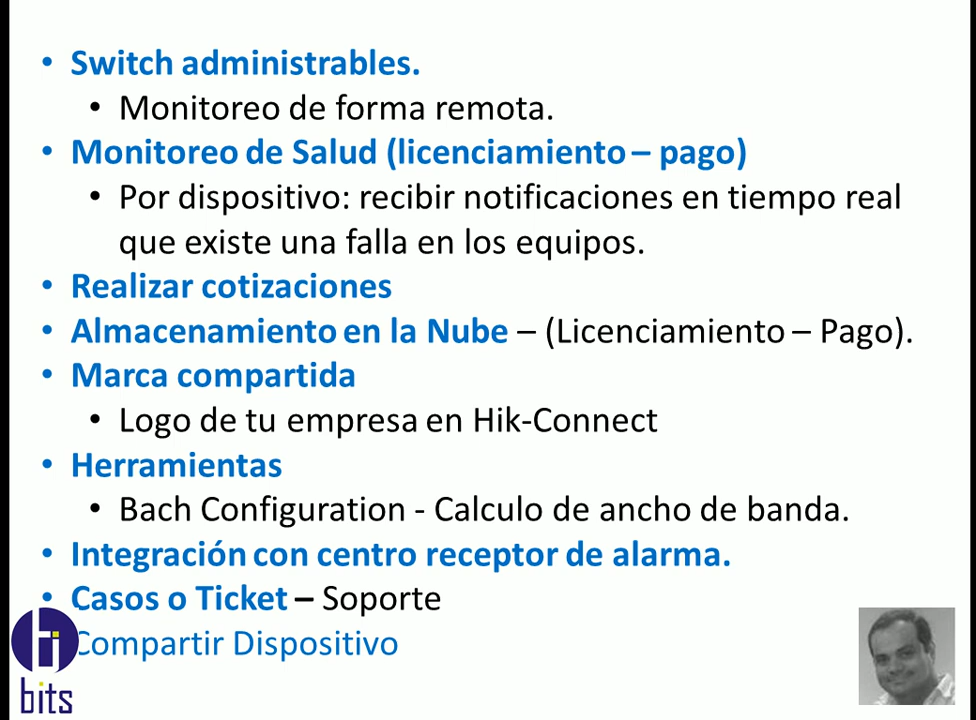 • Switch administrables.
• Monitoreo de forma remota.
• Monitoreo de Salud (licenciamiento – pago)
• Por dispositivo: recibir notificaciones en tiempo real
que existe una falla en los equipos.
• Realizar cotizaciones
• Almacenamiento en la Nube – (Licenciamiento – Pago).
• Marca compartida
• Logo de tu empresa en Hik-Connect
• Herramientas
• Bach Configuration - Calculo de ancho de banda.
• Integración con centro receptor de alarma.
• Casos o Ticket – Soporte
Compartir Dispositivo
hi
bits